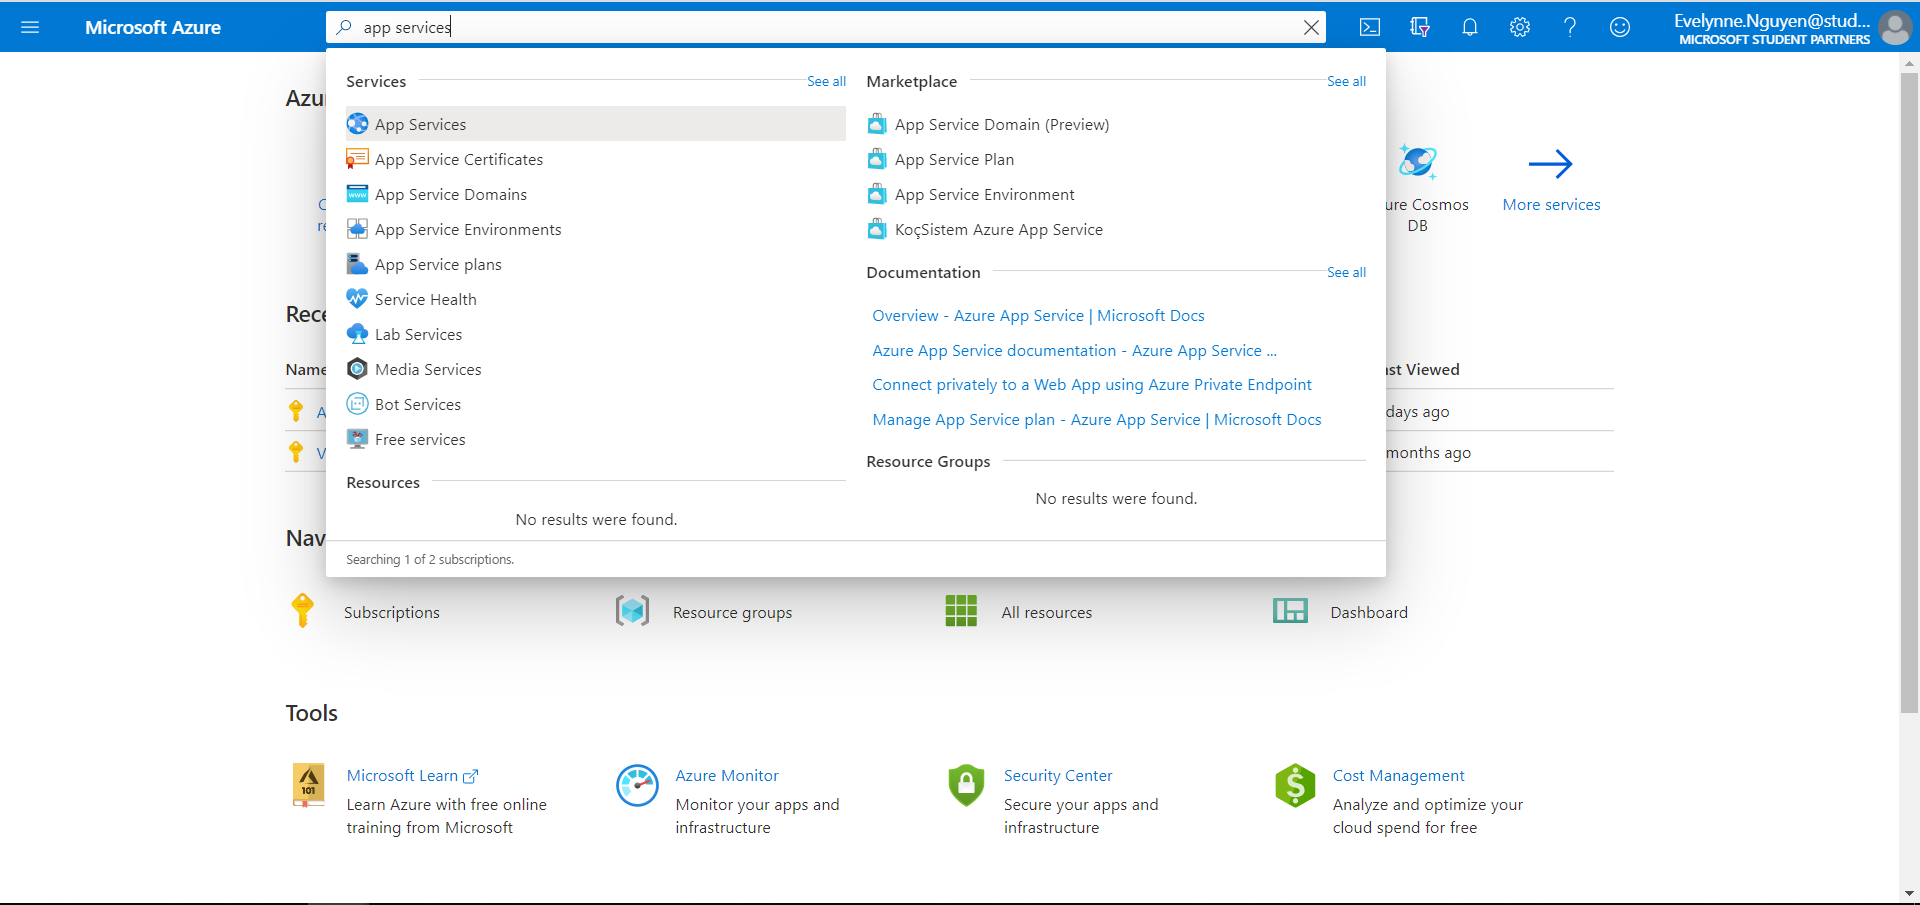 Microsoft Azure
app services
Evelynne.Nguyen@stud...
MICROSOFT STUDENT PARTNERS
Services
See all
App Services
App Service Certificates
App Service Domains
App Service Environments
App Service plans
Service Health
Lab Services
Media Services
Bot Services
Free services
Resources
No results were found.
Marketplace
See all
App Service Domain (Preview)
App Service Plan
App Service Environment
KoçSistem Azure App Service
Documentation
See all
Overview - Azure App Service | Microsoft Docs
Azure App Service documentation - Azure App Service ...
Connect privately to a Web App using Azure Private Endpoint
Manage App Service plan - Azure App Service | Microsoft Docs
Resource Groups
No results were found.
Searching 1 of 2 subscriptions.
Azu
C
re
ure Cosmos
DB
More services
Rece
Name
st Viewed
A
days ago
V
months ago
Nav
Subscriptions
Resource groups
All resources
Dashboard
Tools
101
Microsoft Learn
Learn Azure with free online
training from Microsoft
Azure Monitor
Monitor your apps and
infrastructure
Security Center
Secure your apps and
infrastructure
Cost Management
Analyze and optimize your
cloud spend for free